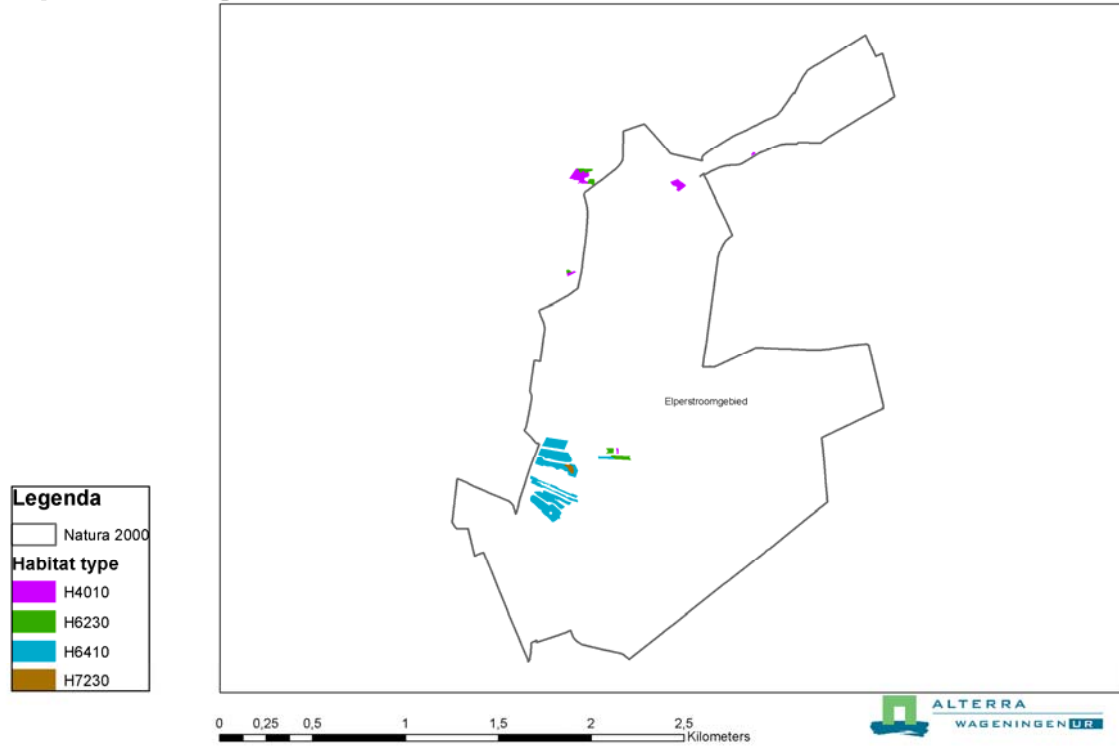 Elperstroomgebied
Legenda
Natura 2000
Habitat type
H4010
H6230
H6410
H7230
0 0,25 0,5 1 1,5 2 2,5
Kilometers
ALTERRA
WAGENINGEN UR